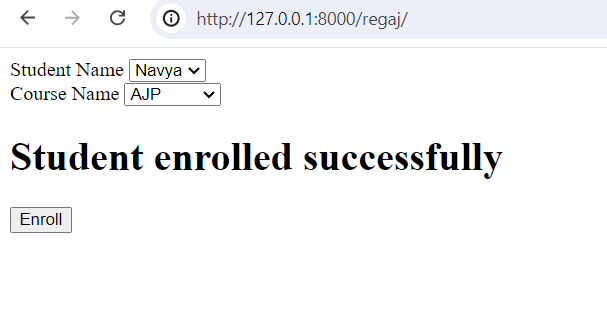 http://127.0.0.1:8000/regaj/
Student Name Navya
Course Name AJP
Student enrolled successfully
Enroll